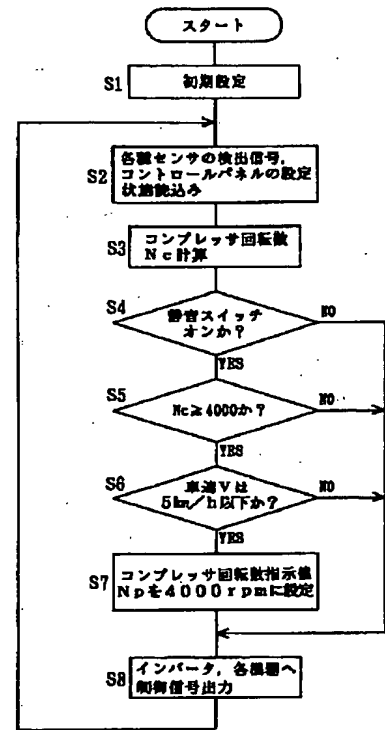 スタート
S1
初期設定
S2
各種センサの検出信号,
コントロールパネルの設定
状態読込み
S3
コンプレッサ回転数
Nc計算
S4
静音スイッチ
オンか?
NO
YES
S5
Nc≧4000か?
NO
YES
S6
車速Vは
5km/h以下か?
NO
YES
S7
コンプレッサ回転数指示値
Npを4000rpmに設定
S8
インバータ,各機器へ
制御信号出力